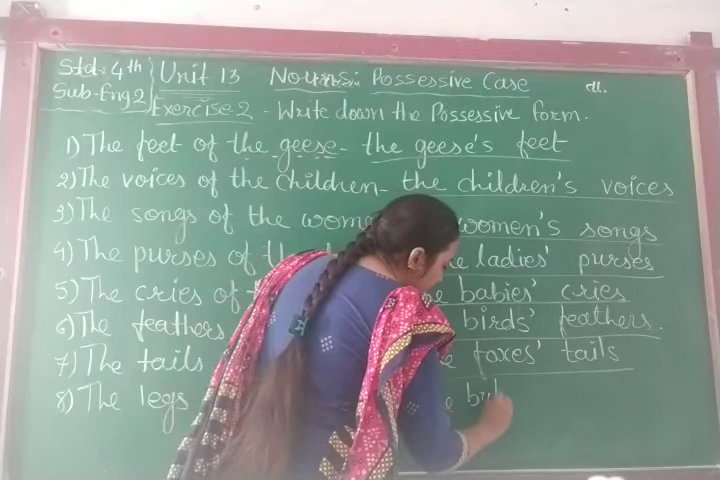 Std: 4th Unit 13 Nouns: Possessive Case dt.
Sub-Eng 2 Exercise-2 - Write down the Possessive Form.
1) The feet of the geese - the geese's feet
2) The voices of the children - the children's voices
3) The songs of the women's songs
4) The purses of ladies' purses
5) The cries of babies' cries
6) The feathers birds' feathers.
7) The tails foxes' tails
8) The legs